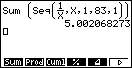 Sum (Seq(1/X,X,1,83,1))
5.002068273
Sum Prod Cuml % ⊿ ▷